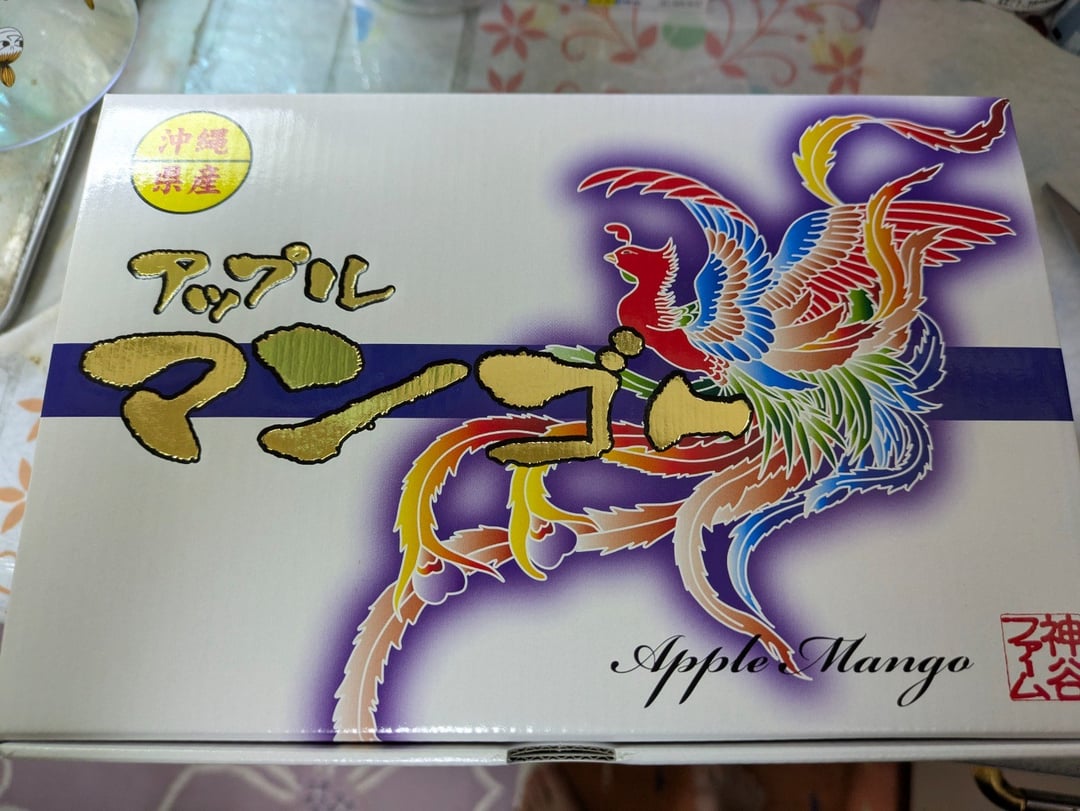 沖縄
県産
アップル
マンゴー
Apple Mango
神谷
ファーム